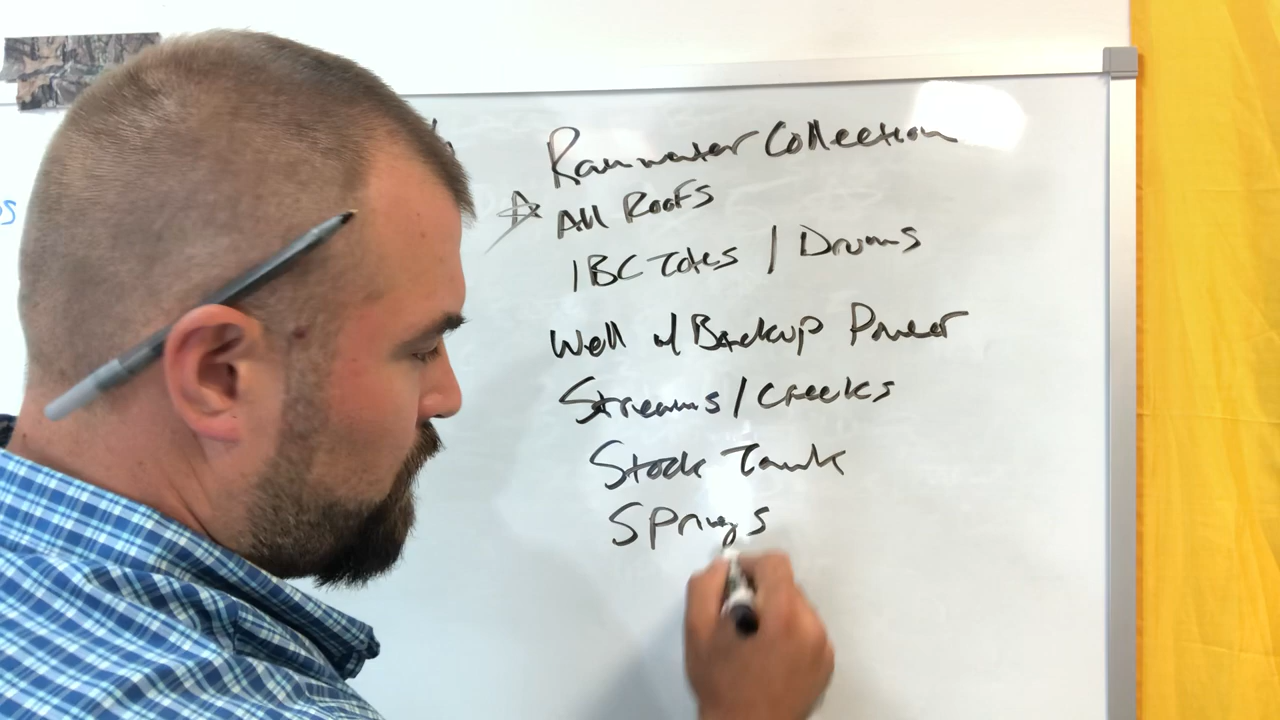 Rainwater Collection
All Roofs
IBC Totes / Drums
Well w/ Backup Power
Streams/Creeks
Stock Tank
Springs